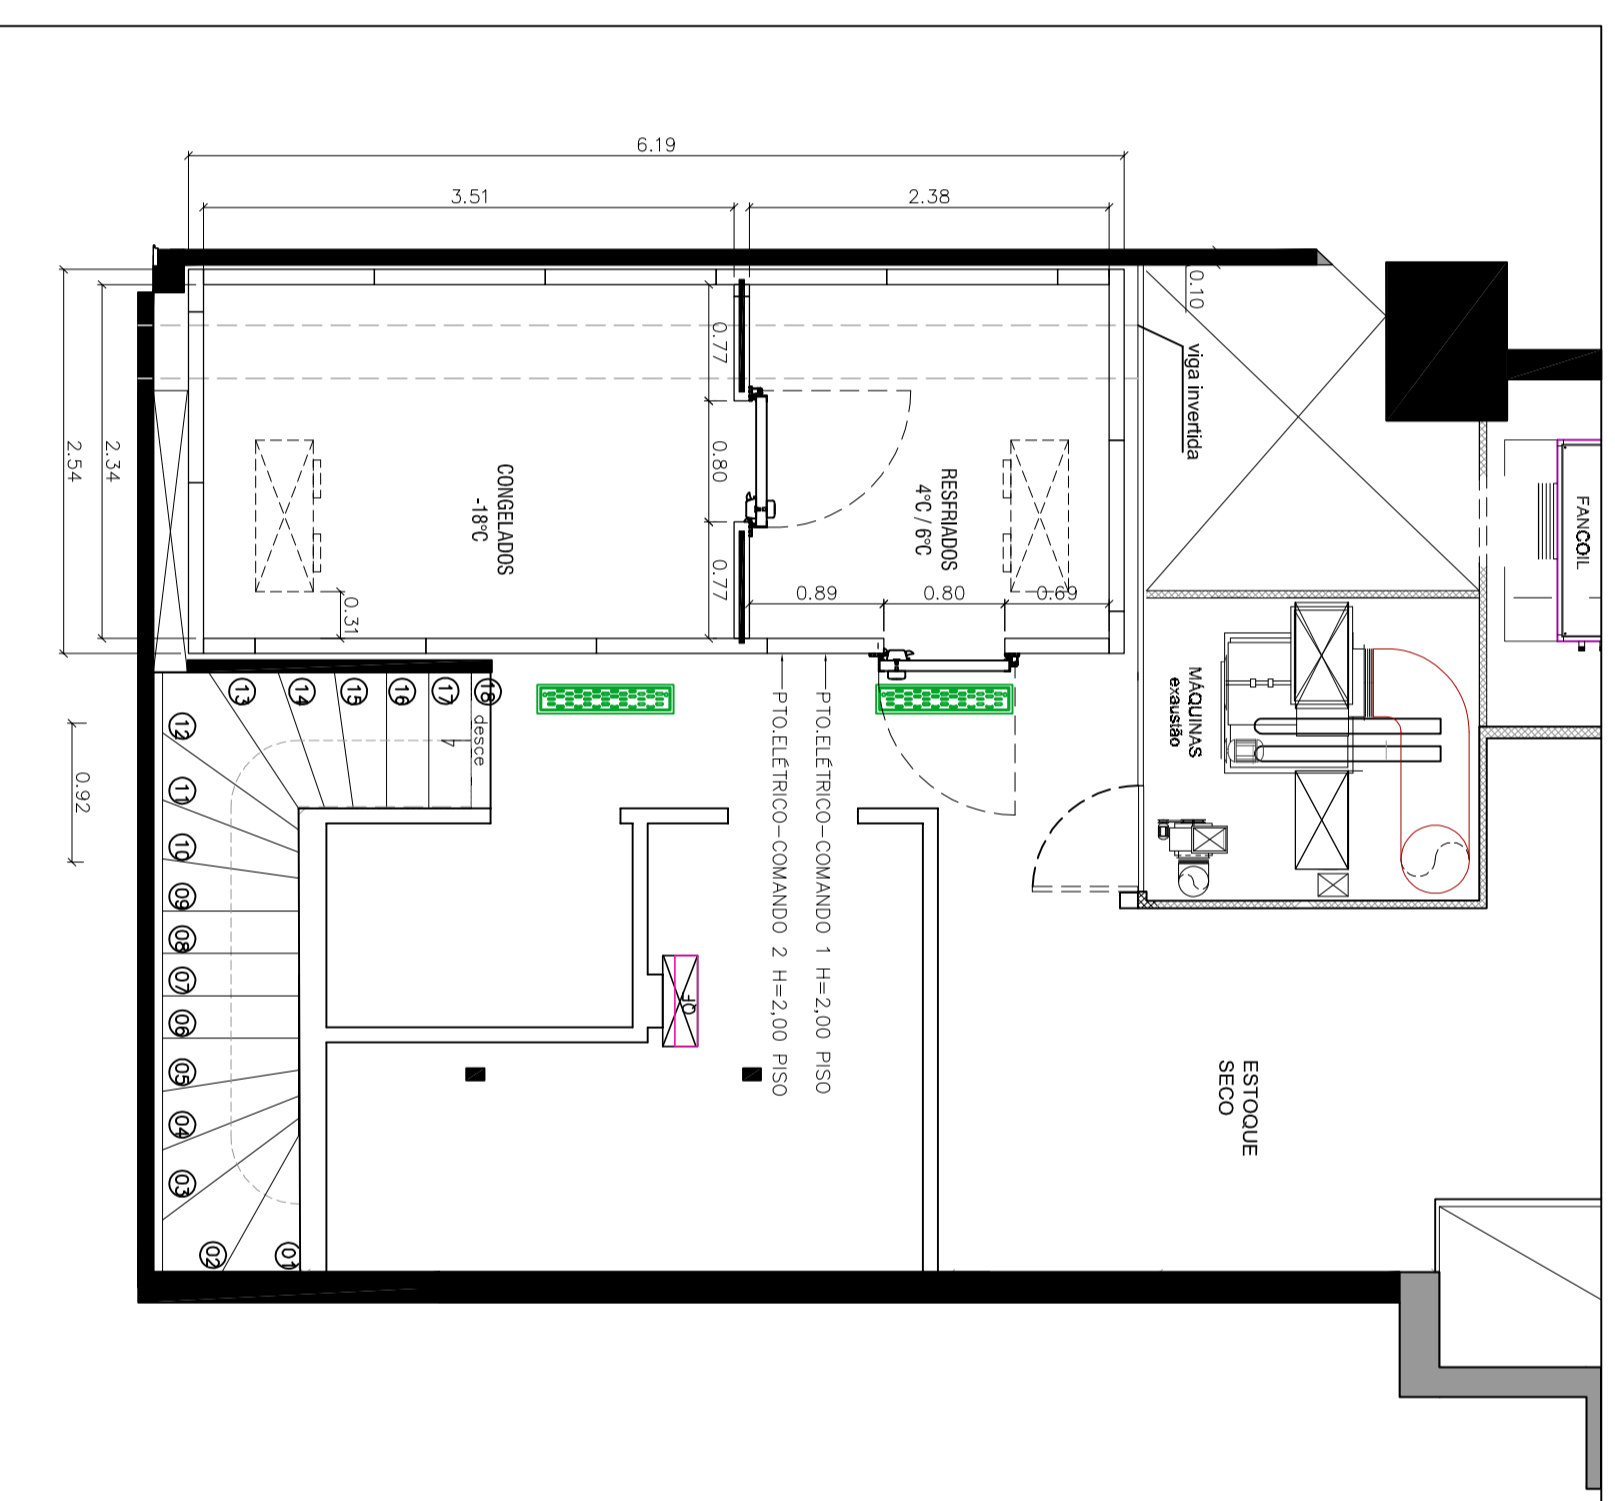 6.19
3.51
2.38
0.10
viga invertida
FANCOIL
0.77
0.80
0.77
2.54
2.34
CONGELADOS
-18°C
RESFRIADOS
4°C / 6°C
0.31
0.89
0.80
0.69
MÁQUINAS
exaustão
PTO.ELÉTRICO-COMANDO 1 H=2,00 PISO
PTO.ELÉTRICO-COMANDO 2 H=2,00 PISO
desce
18
17
16
15
14
13
12
11
10
09
08
07
06
05
04
03
02
01
0.92
ESTOQUE
SECO